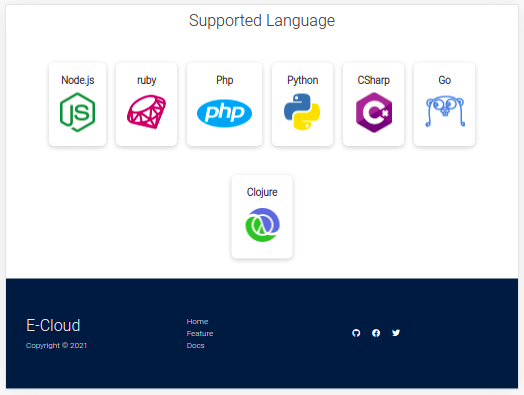 Supported Language
Node.js
ruby
Php
Python
CSharp
Go
JS
php
C#
Clojure
E-Cloud
Copyright © 2021
Home
Feature
Docs